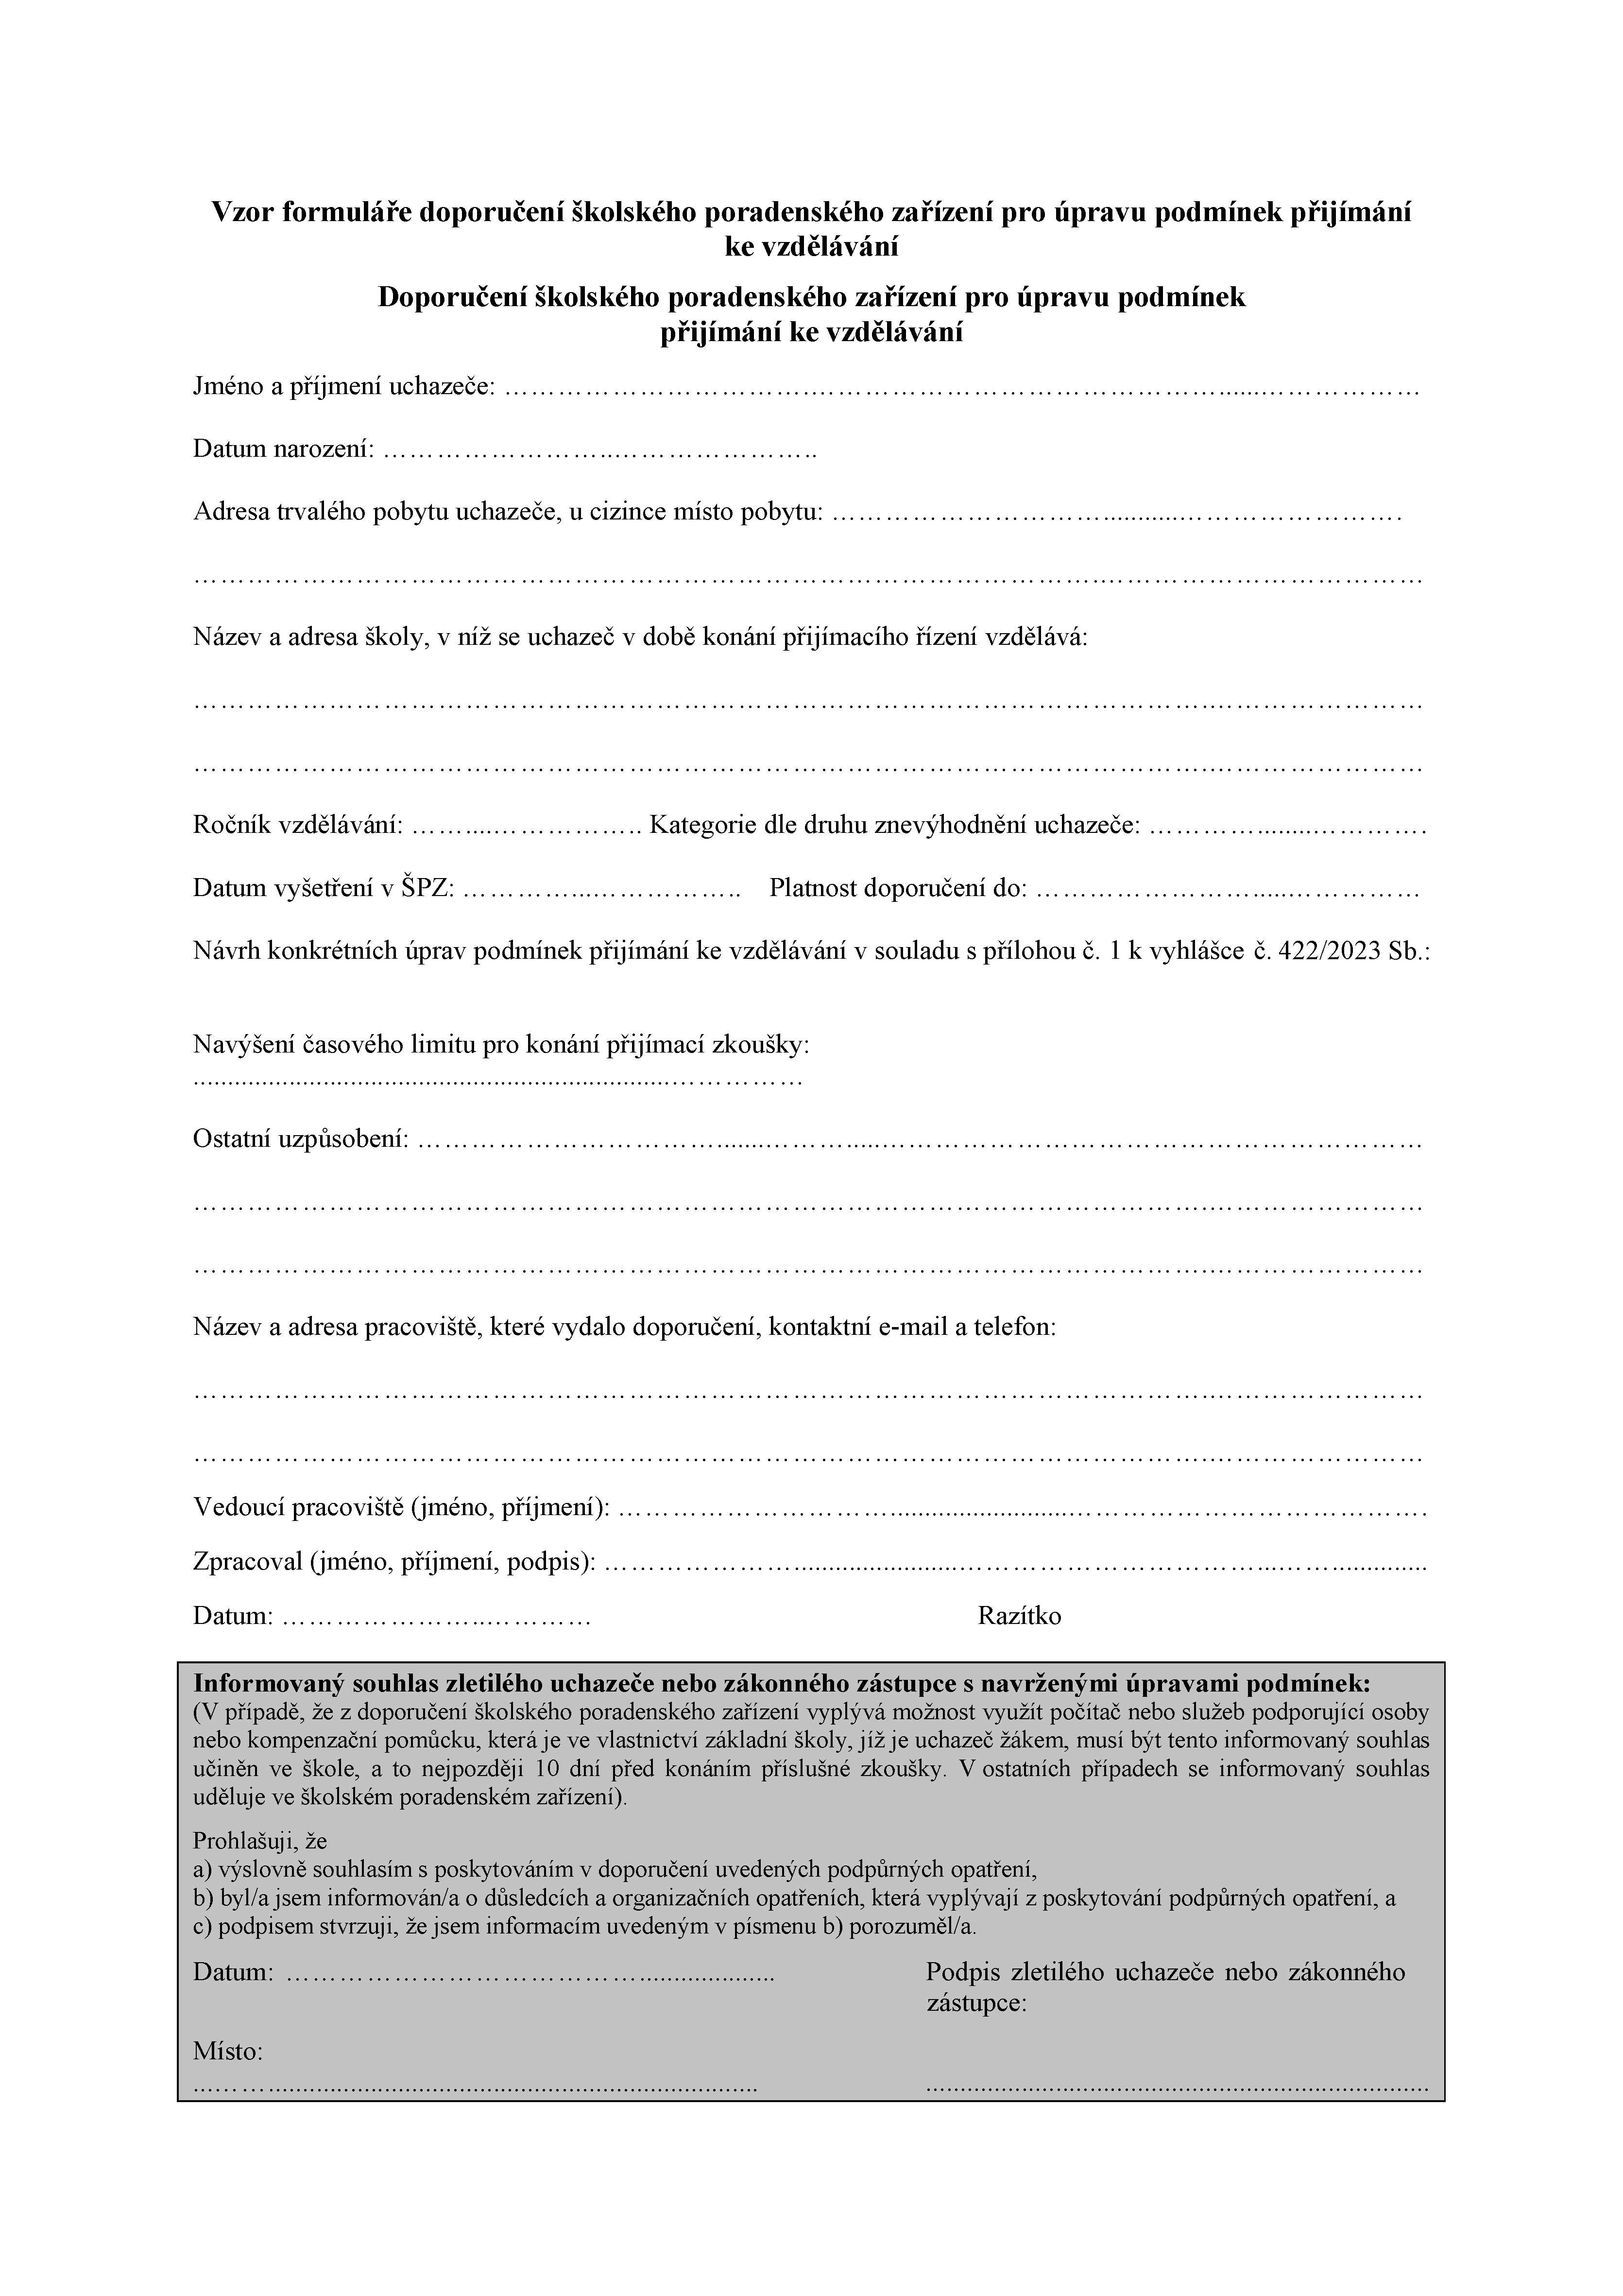 Vzor formuláře doporučení školského poradenského zařízení pro úpravu podmínek přijímání
ke vzdělávání
Doporučení školského poradenského zařízení pro úpravu podmínek
přijímání ke vzdělávání
Jméno a příjmení uchazeče: ……………………………………………………………………......………………
Datum narození: …………………….…………………..
Adresa trvalého pobytu uchazeče, u cizince místo pobytu: …………………………...........…………………….
……………………………………………………………………………………………………………………
Název a adresa školy, v níž se uchazeč v době konání přijímacího řízení vzdělává:
……………………………………………………………………………………………………………………
……………………………………………………………………………………………………………………
Ročník vzdělávání: ……....…………….. Kategorie dle druhu znevýhodnění uchazeče: …………........………….
Datum vyšetření v ŠPZ: …………...…………….. Platnost doporučení do: …………………….....……………
Návrh konkrétních úprav podmínek přijímání ke vzdělávání v souladu s přílohou č. 1 k vyhlášce č. 422/2023 Sb.:
Navýšení časového limitu pro konání přijímací zkoušky:
......................................................................……………
Ostatní uzpůsobení: …………………………….......………....……………………………………………………
……………………………………………………………………………………………………………………
……………………………………………………………………………………………………………………
Název a adresa pracoviště, které vydalo doporučení, kontaktní e-mail a telefon:
……………………………………………………………………………………………………………………
……………………………………………………………………………………………………………………
Vedoucí pracoviště (jméno, příjmení): …………………………..........................………………………………….
Zpracoval (jméno, příjmení, podpis): …………………........................……………………………...……..............
Datum: …………………..………… Razítko
Informovaný souhlas zletilého uchazeče nebo zákonného zástupce s navrženými úpravami podmínek:
(V případě, že z doporučení školského poradenského zařízení vyplývá možnost využít počítač nebo služeb podporující osoby
nebo kompenzační pomůcku, která je ve vlastnictví základní školy, jíž je uchazeč žákem, musí být tento informovaný souhlas
učiněn ve škole, a to nejpozději 10 dní před konáním příslušné zkoušky. V ostatních případech se informovaný souhlas
uděluje ve školském poradenském zařízení).
Prohlašuji, že
a) výslovně souhlasím s poskytováním v doporučení uvedených podpůrných opatření,
b) byl/a jsem informován/a o důsledcích a organizačních opatřeních, která vyplývají z poskytování podpůrných opatření, a
c) podpisem stvrzuji, že jsem informacím uvedeným v písmenu b) porozuměl/a.
Datum: …………………………………....................
Podpis zletilého uchazeče nebo zákonného
zástupce:
Místo:
...……........................................................................ ..........................................................................